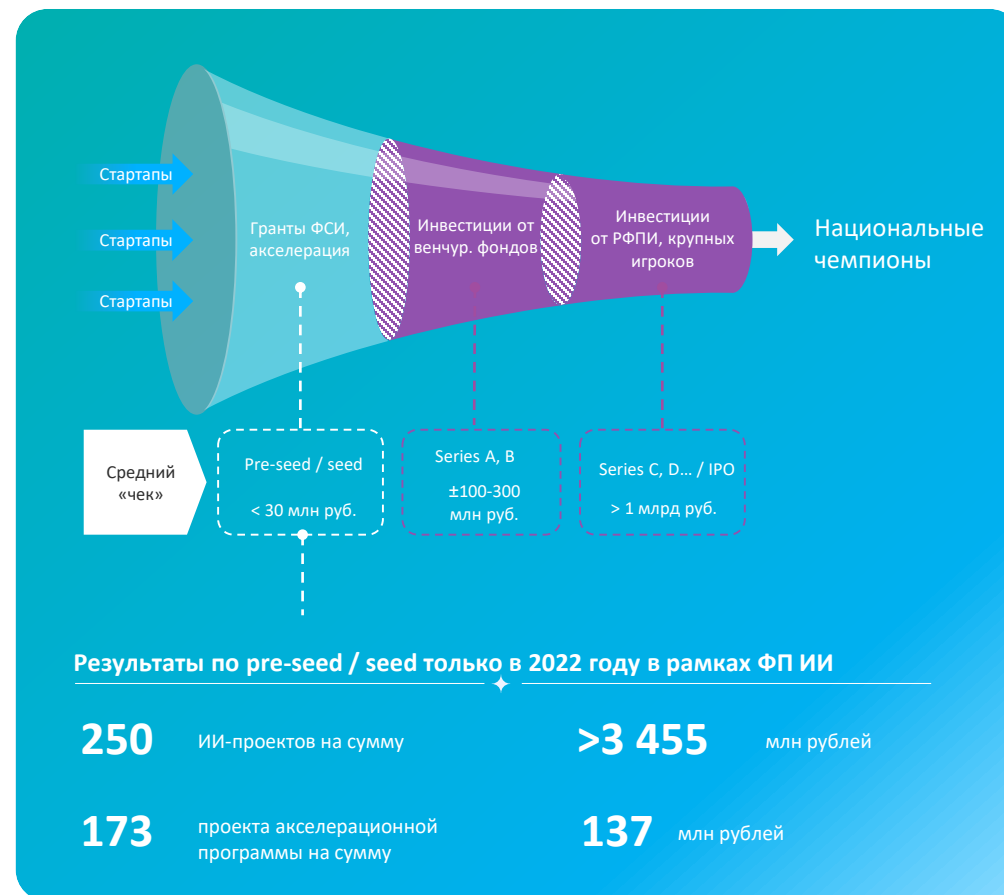 Стартапы
Стартапы
Стартапы
Гранты ФСИ,
акселерация
Инвестиции от
венчур. фондов
Инвестиции
от РФПИ, крупных
игроков
Национальные
чемпионы
Средний
«чек»
Pre-seed / seed
< 30 млн руб.
Series A, B
±100-300
млн руб.
Series C, D... / IPO
> 1 млрд руб.
Результаты по pre-seed / seed только в 2022 году в рамках ФП ИИ
250 ИИ-проектов на сумму >3 455 млн рублей
173 проекта акселерационной
программы на сумму 137 млн рублей